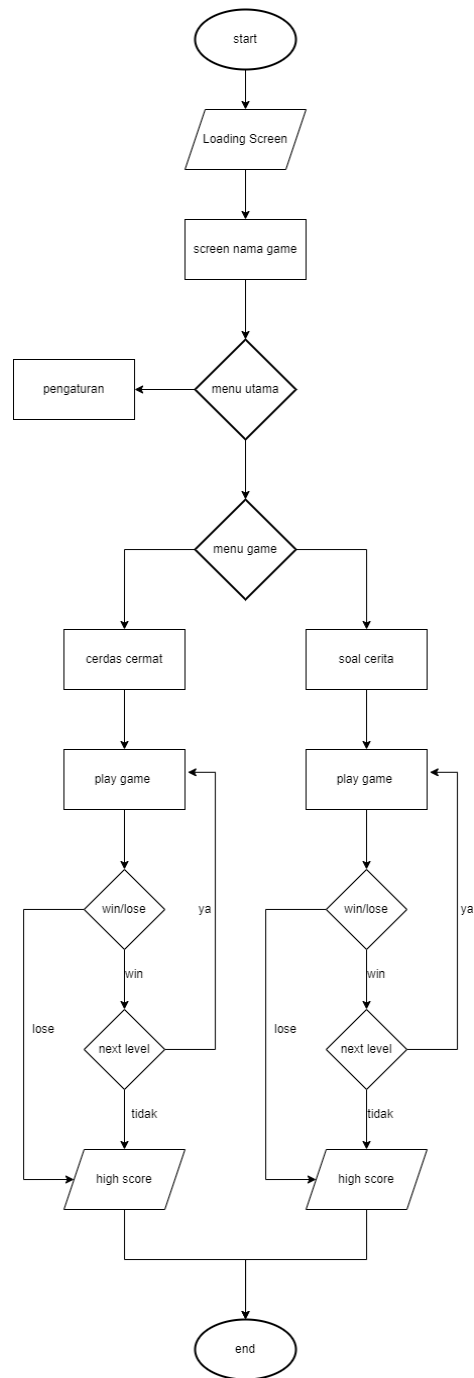 start
Loading Screen
screen nama game
pengaturan
menu utama
menu game
cerdas cermat
soal cerita
play game
play game
win/lose
ya
win/lose
ya
win
win
lose
next level
lose
next level
tidak
tidak
high score
high score
end